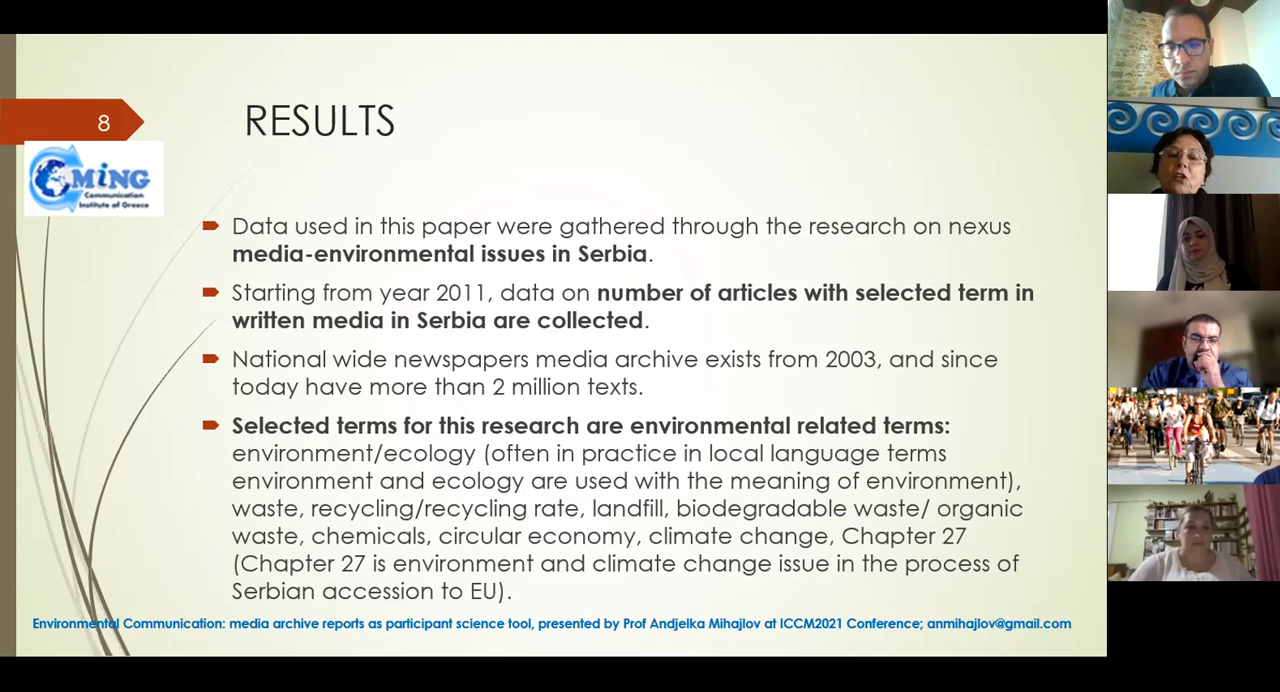 8
RESULTS
CMiNG
Communication
Institute of Greece
Data used in this paper were gathered through the research on nexus
media-environmental issues in Serbia.
Starting from year 2011, data on number of articles with selected term in
written media in Serbia are collected.
National wide newspapers media archive exists from 2003, and since
today have more than 2 million texts.
Selected terms for this research are environmental related terms:
environment/ecology (often in practice in local language terms
environment and ecology are used with the meaning of environment),
waste, recycling/recycling rate, landfill, biodegradable waste/ organic
waste, chemicals, circular economy, climate change, Chapter 27
(Chapter 27 is environment and climate change issue in the process of
Serbian accession to EU).
Environmental Communication: media archive reports as participant science tool, presented by Prof Andjelka Mihajlov at ICCM2021 Conference; anmihajlov@gmail.com